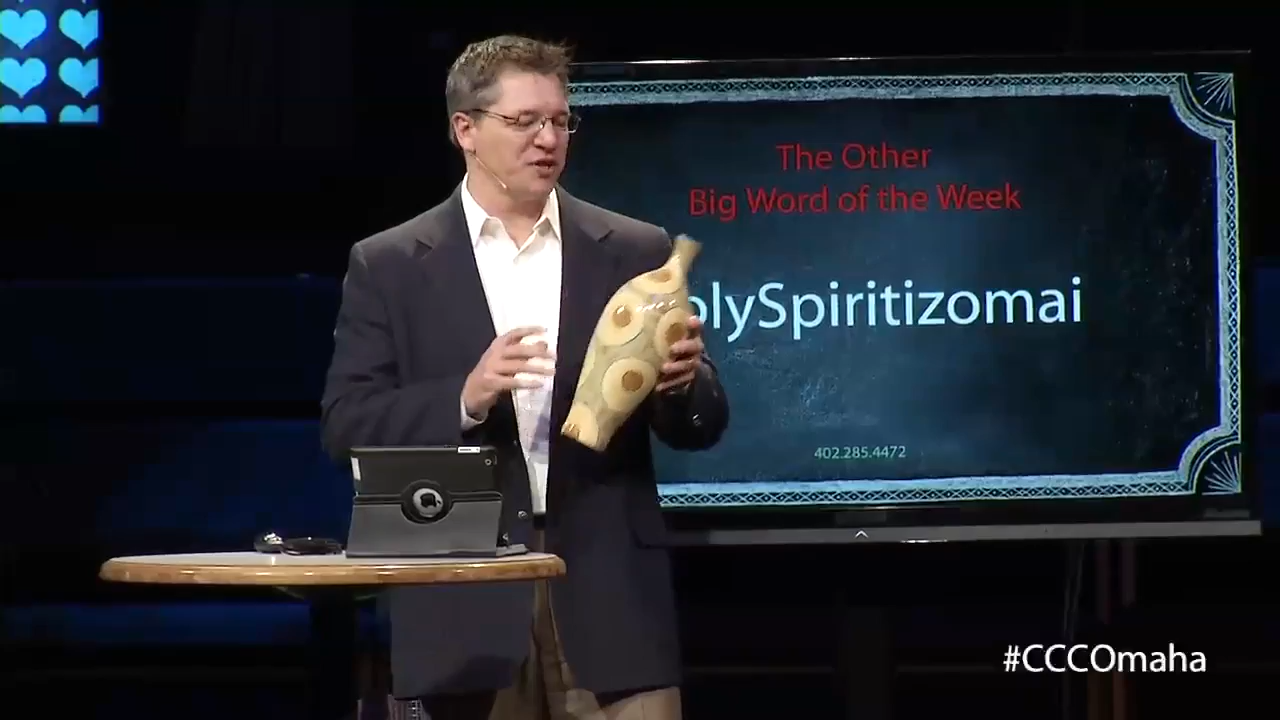 The Other
Big Word of the Week
olySpiritizomai
402.285.4472
#CCCOmaha